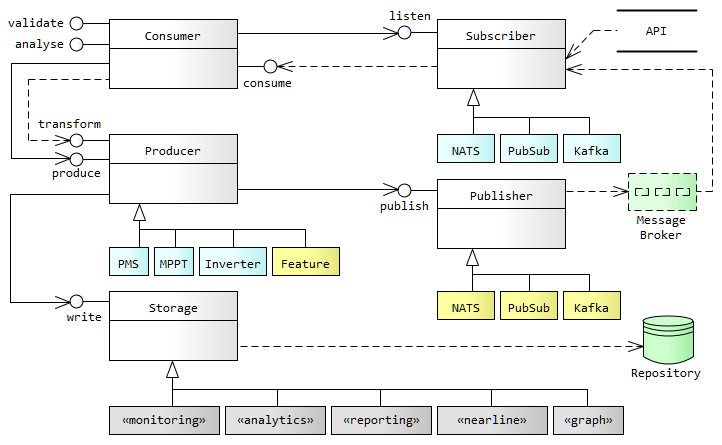 validate
analyse
Consumer
listen
Subscriber
API
consume
transform
produce
Producer
NATS
PubSub
Kafka
publish
Publisher
Message
Broker
PMS
MPPT
Inverter
Feature
NATS
PubSub
Kafka
write
Storage
Repository
«monitoring»
«analytics»
«reporting»
«nearline»
«graph»